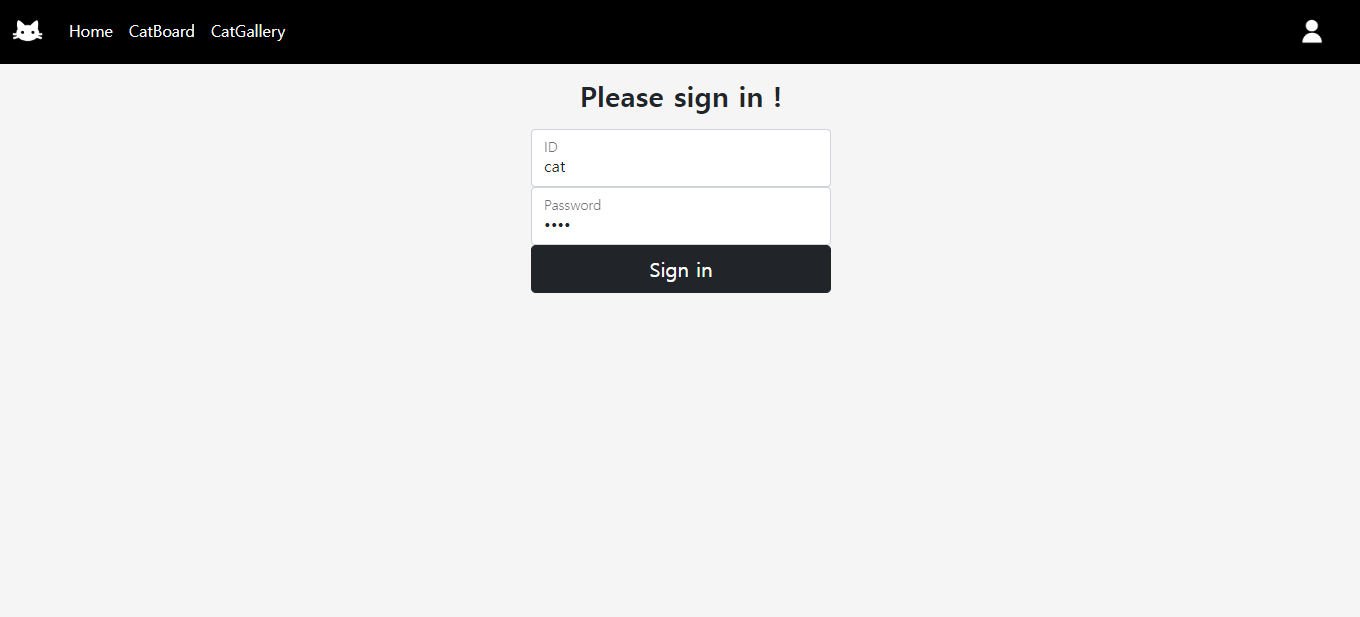 Home CatBoard CatGallery
Please sign in !
ID
cat
Password
••••
Sign in